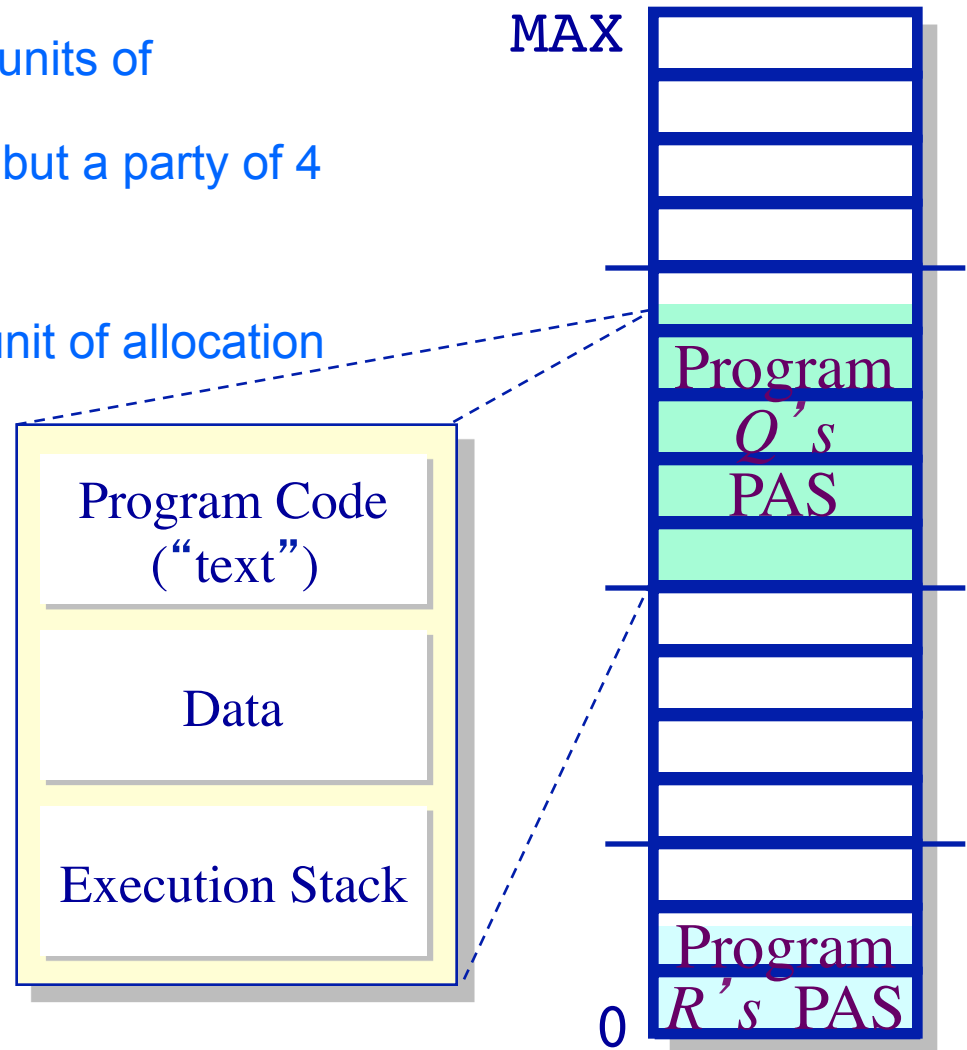 units of
but a party of 4
unit of allocation
Program Code
(“text”)
Data
Execution Stack
MAX
Program
Q’s
PAS
Program
R’s PAS
0